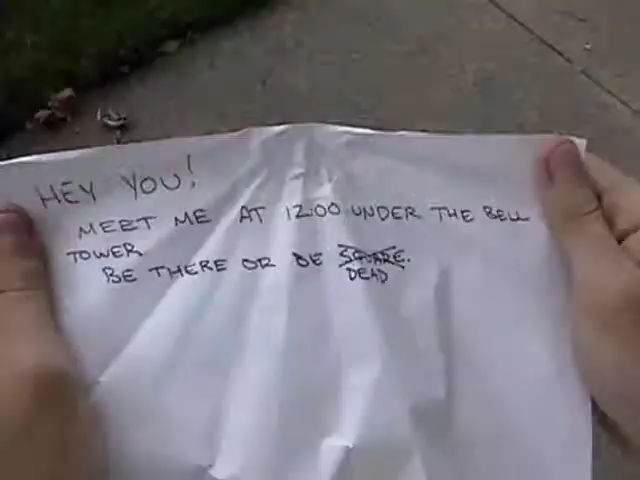 HEY YOU!
MEET ME AT 12:00 UNDER THE BELL
TOWER
BE THERE OR BE SQUARE.
DEAD